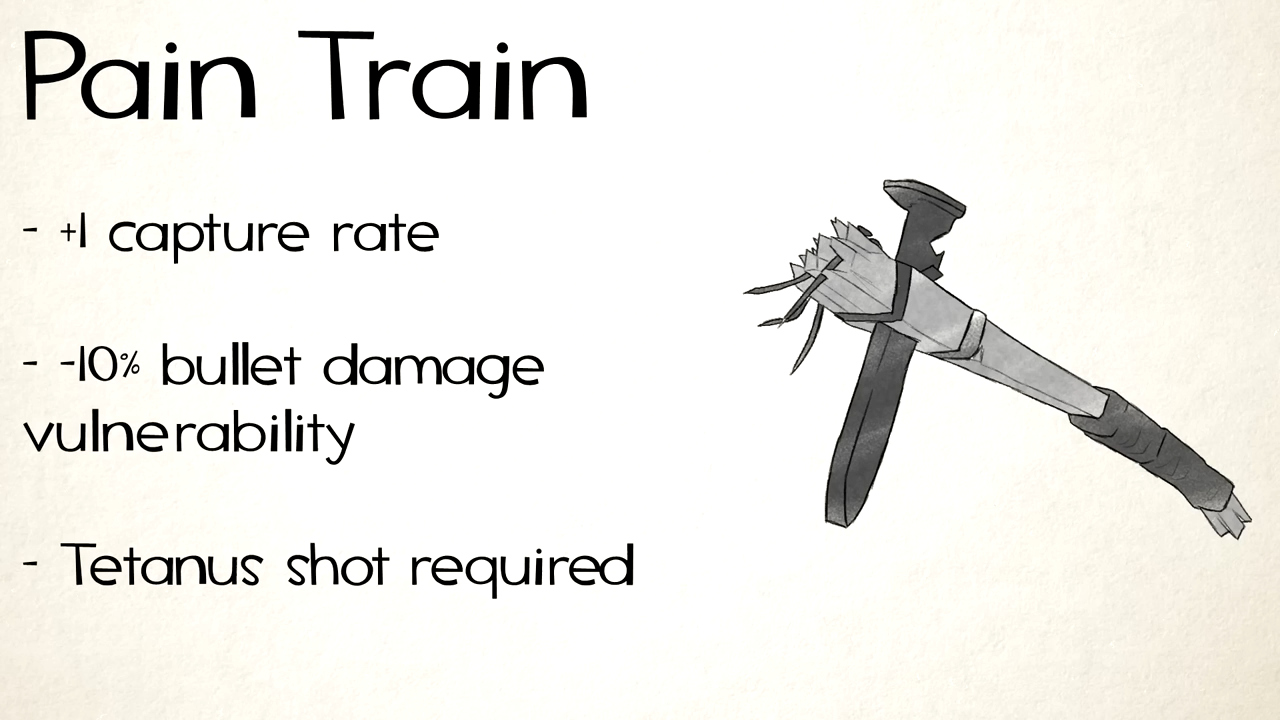 Pain Train
- +1 capture rate
- -10% bullet damage
vulnerability
- Tetanus shot required